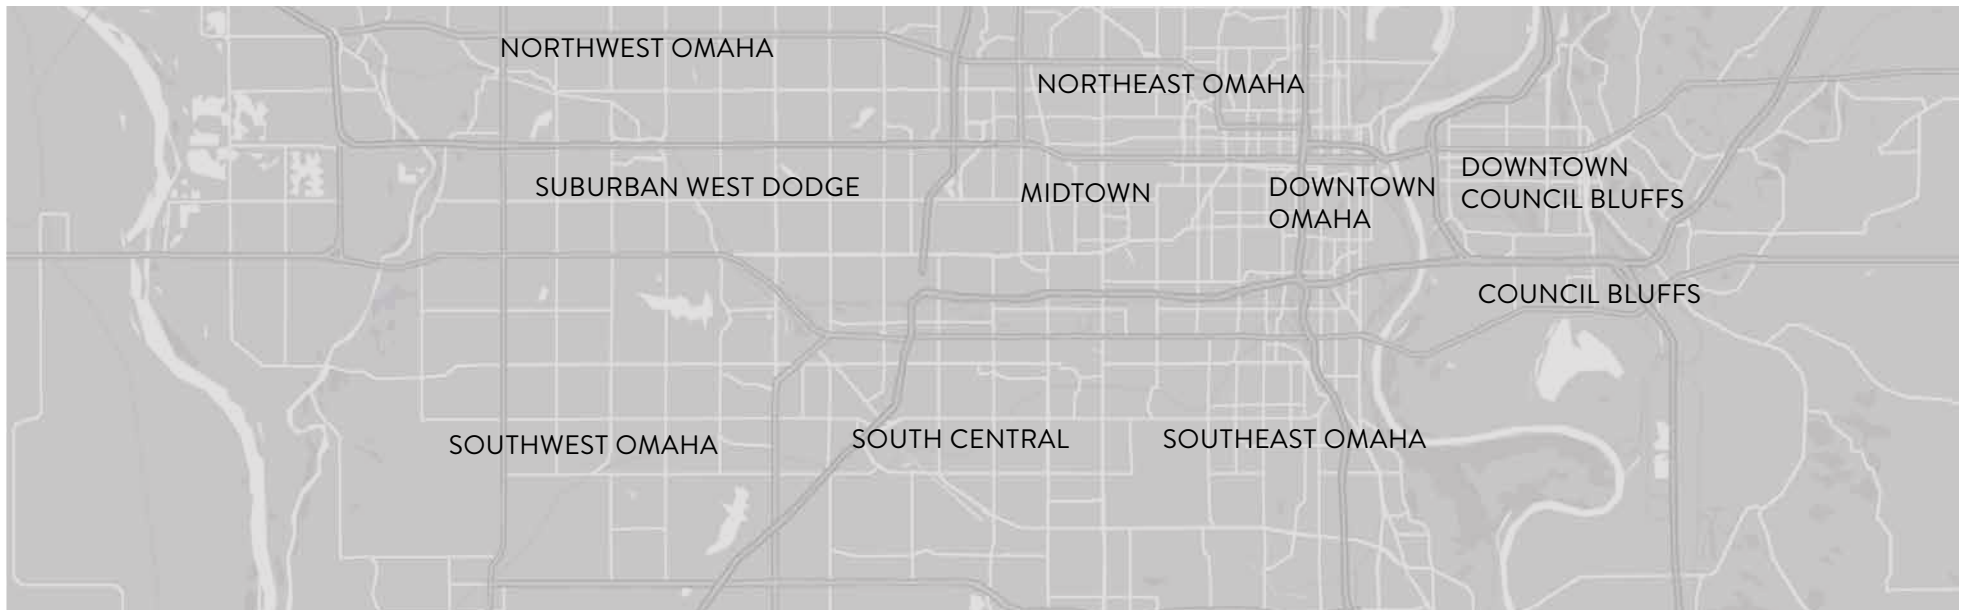 NORTHWEST OMAHA
NORTHEAST OMAHA
SUBURBAN WEST DODGE
MIDTOWN
DOWNTOWN
OMAHA
DOWNTOWN
COUNCIL BLUFFS
COUNCIL BLUFFS
SOUTHWEST OMAHA
SOUTH CENTRAL
SOUTHEAST OMAHA